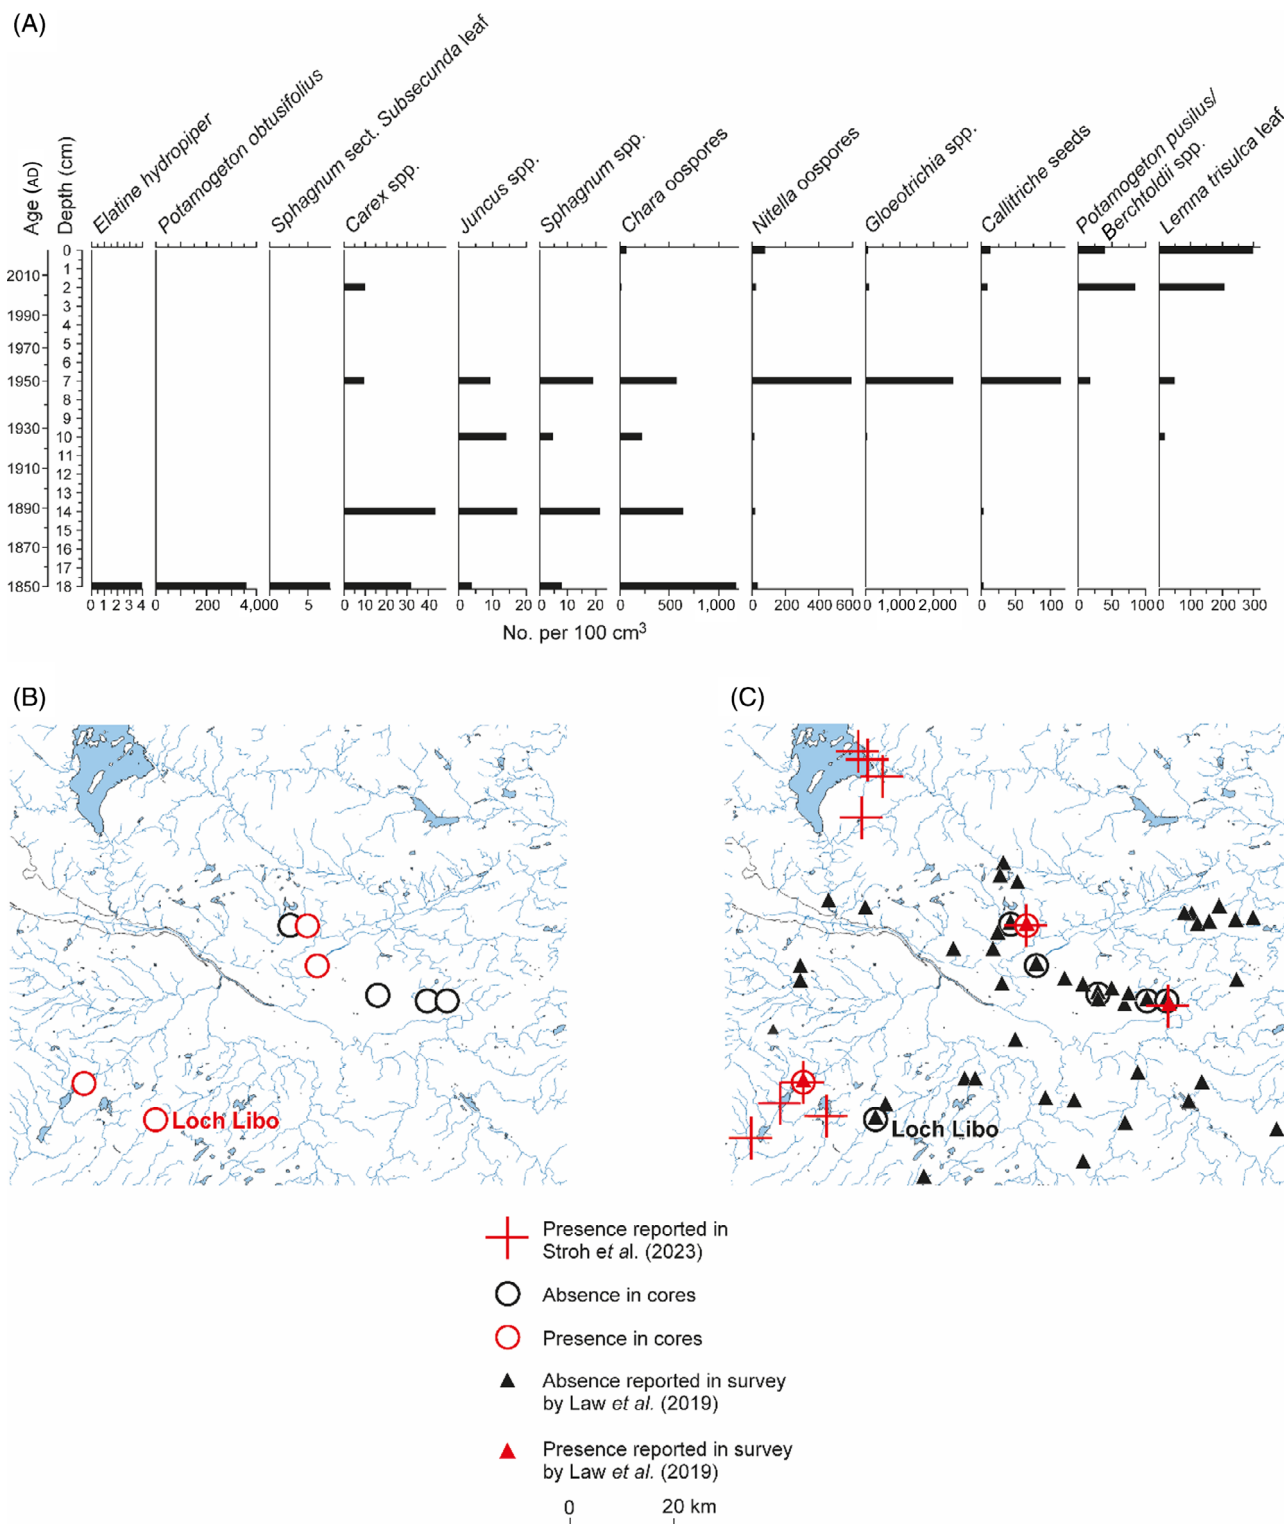 (A)
Age (AD)
Depth (cm)
Elatine hydropiper
Potamogeton obtusifolius
Sphagnum sect. Subsecunda leaf
Carex spp.
Juncus spp.
Sphagnum spp.
Chara oospores
Nitella oospores
Gloeotrichia spp.
Callitriche seeds
Potamogeton pusilus/
Berchtoldii spp.
Lemna trisulca leaf
0
1
2010
2
3
1990
4
5
1970
6
1950
7
8
9
1930
10
11
1910
12
13
1890
14
15
1870
16
17
1850
18
0 1 2 3 4
0 200 4,000
5
0 10 20 30 40
0 10 20
0 10 20
0 500 1,000
0 200 400 600
0 1,000 2,000
0 50 100
0 50 100
0 100 200 300
No. per 100 cm3
(B)
(C)
Loch Libo
Loch Libo
Presence reported in
Stroh et al. (2023)
Absence in cores
Presence in cores
Absence reported in survey
by Law et al. (2019)
Presence reported in survey
by Law et al. (2019)
0 20 km